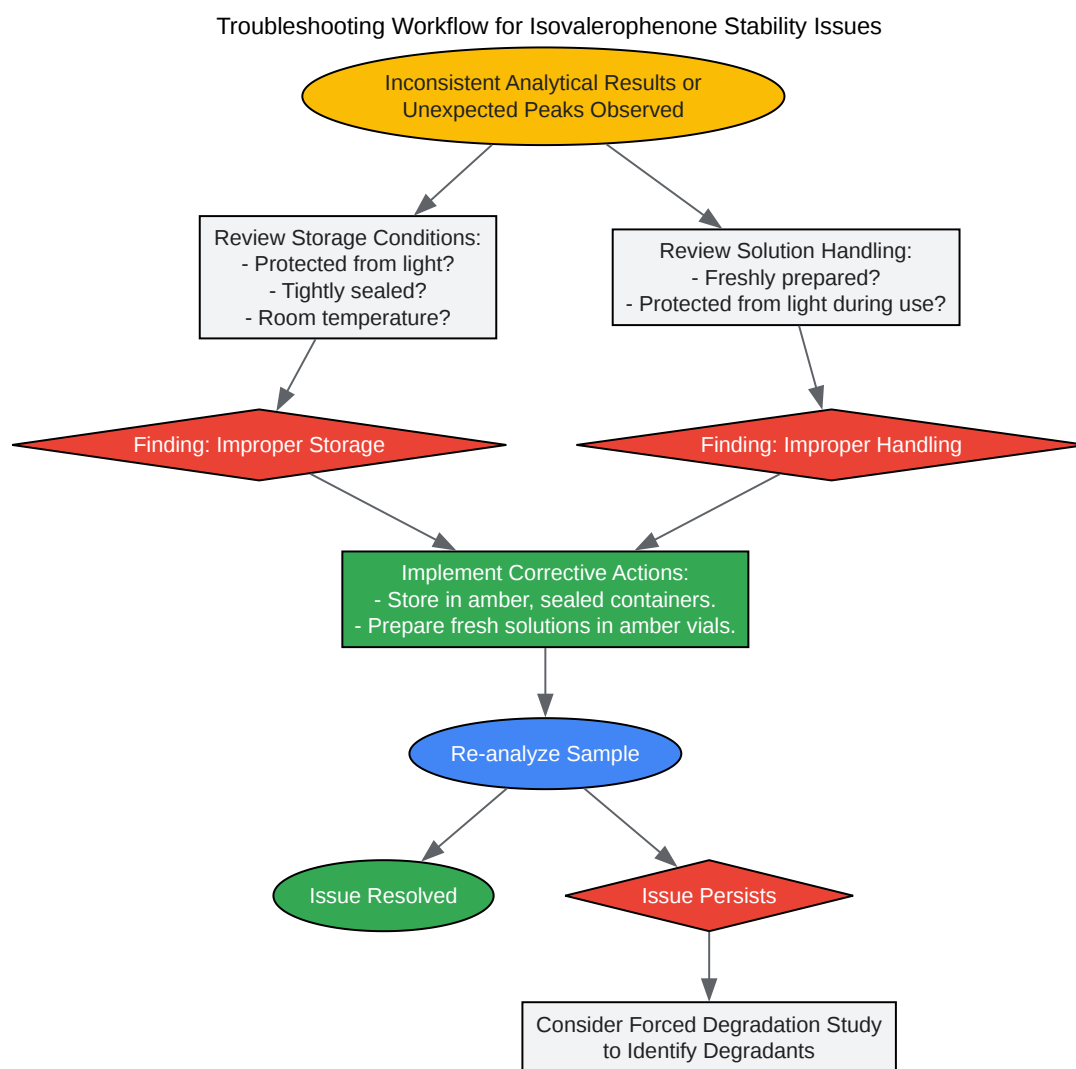 Troubleshooting Workflow for Isovalerophenone Stability Issues
Inconsistent Analytical Results or
Unexpected Peaks Observed
Review Storage Conditions:
- Protected from light?
- Tightly sealed?
- Room temperature?
Review Solution Handling:
- Freshly prepared?
- Protected from light during use?
Finding: Improper Storage
Finding: Improper Handling
Implement Corrective Actions:
- Store in amber, sealed containers.
- Prepare fresh solutions in amber vials.
Re-analyze Sample
Issue Resolved
Issue Persists
Consider Forced Degradation Study
to Identify Degradants